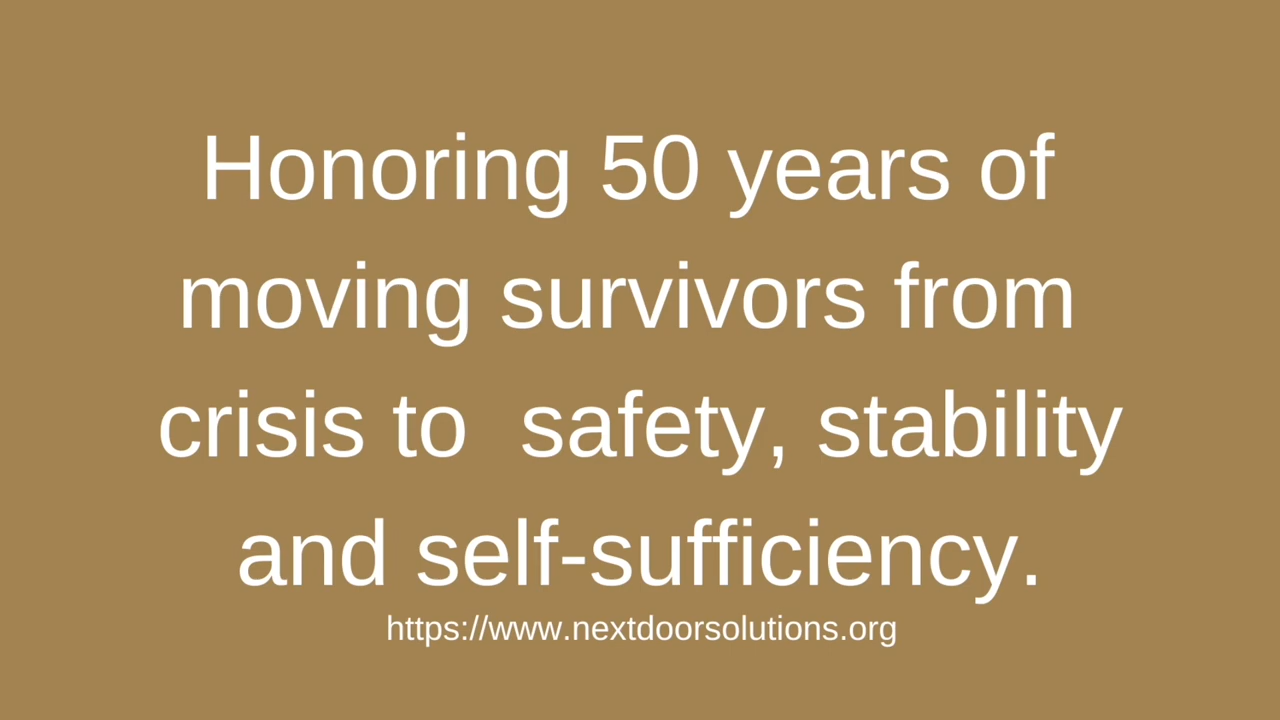 Honoring 50 years of
moving survivors from
crisis to  safety, stability
and self-sufficiency.
https://www.nextdoorsolutions.org